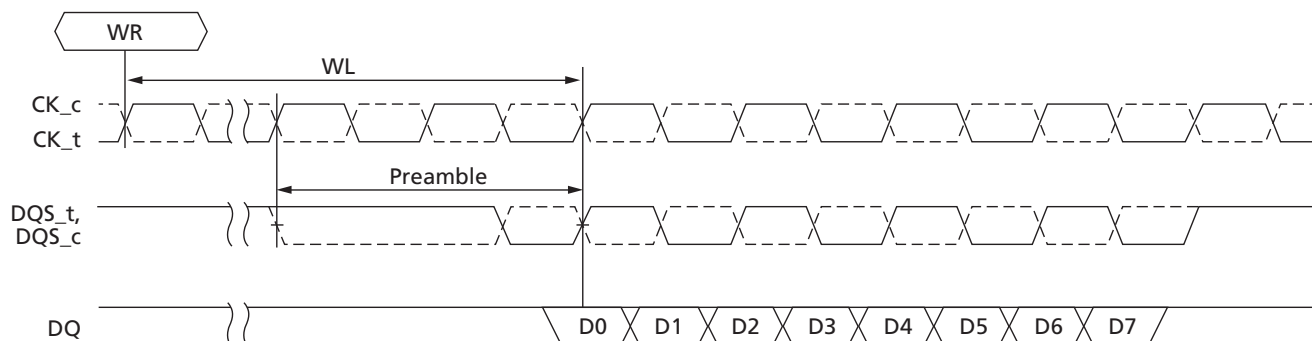 WR
WL
CK_c
CK_t
Preamble
DQS_t,
DQS_c
DQ
D0 D1 D2 D3 D4 D5 D6 D7